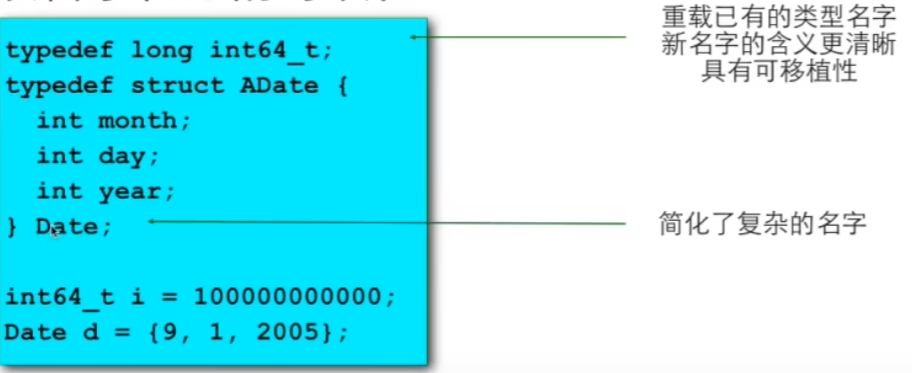 typedef long int64_t;
typedef struct ADate {
int month;
int day;
int year;
} Date;
int64_t i = 100000000000;
Date d = {9, 1, 2005};
重载已有的类型名字
新名字的含义更清晰
具有可移植性
简化了复杂的名字